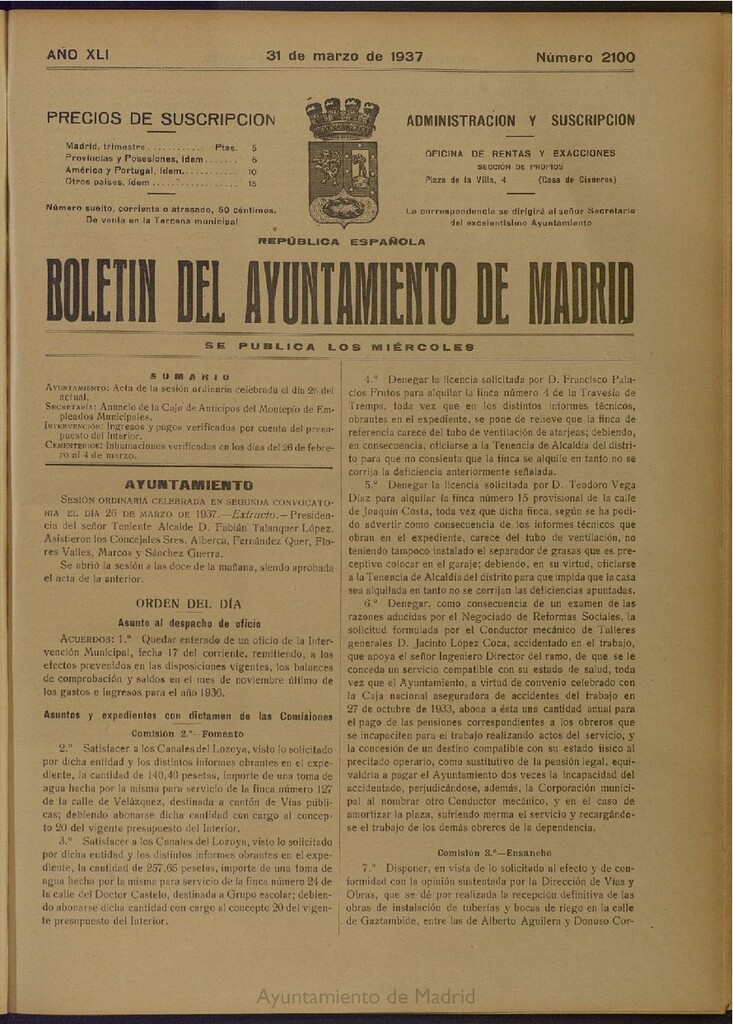 AÑO XLI
31 de marzo de 1937
Número 2100
PRECIOS DE SUSCRIPCION
Madrid, trimestre ............ Ptas. 5
Provincias y Posesiones, ídem ....... 6
América y Portugal, ídem .............. 10
Otros países, ídem .................... 15
Número suelto, corriente o atrasado, 50 céntimos.
De venta en la Tercena municipal
ADMINISTRACION Y SUSCRIPCION
OFICINA DE RENTAS Y EXACCIONES
SECCIÓN DE PROPIOS
Plaza de la Villa, 4 (Casa de Cisneros)
La correspondencia se dirigirá al señor Secretario
del excelentísimo Ayuntamiento
REPÚBLICA ESPAÑOLA
BOLETIN DEL AYUNTAMIENTO DE MADRID
SE PUBLICA LOS MIÉRCOLES
SUMARIO
AYUNTAMIENTO: Acta de la sesión ordinaria celebrada el día 26 del
actual.
SECRETARÍA: Anuncio de la Caja de Anticipos del Montepío de Em-
pleados Municipales.
INTERVENCIÓN: Ingresos y pagos verificados por cuenta del presu-
puesto del Interior.
CEMENTERIOS: Inhumaciones verificadas en los días del 26 de febre-
ro al 4 de marzo.
AYUNTAMIENTO
SESIÓN ORDINARIA CELEBRADA EN SEGUNDA CONVOCATO-
RIA EL DÍA 26 DE MARZO DE 1937.—Extracto.—Presiden-
cia del señor Teniente Alcalde D. Fabián Talanquer López.
Asistieron los Concejales Sres. Alberca, Fernández Quer, Flo-
res Valles, Marcos y Sánchez Guerra.
Se abrió la sesión a las doce de la mañana, siendo aprobada
el acta de la anterior.
ORDEN DEL DÍA
Asunto al despacho de oficio
ACUERDOS: 1.º Quedar enterado de un oficio de la Inter-
vención Municipal, fecha 17 del corriente, remitiendo, a los
efectos prevenidos en las disposiciones vigentes, los balances
de comprobación y saldos en el mes de noviembre último de
los gastos e ingresos para el año 1936.
Asuntos y expedientes con dictamen de las Comisiones
Comisión 2.ª—Fomento
2.º Satisfacer a los Canales del Lozoya, visto lo solicitado
por dicha entidad y los distintos informes obrantes en el expe-
diente, la cantidad de 140,40 pesetas, importe de una toma de
agua hecha por la misma para servicio de la finca número 127
de la calle de Velázquez, destinada a cantón de Vías públi-
cas; debiendo abonarse dicha cantidad con cargo al concep-
to 20 del vigente presupuesto del Interior.
3.º Satisfacer a los Canales del Lozoya, visto lo solicitado
por dicha entidad y los distintos informes obrantes en el expe-
diente, la cantidad de 257,65 pesetas, importe de una toma de
agua hecha por la misma para servicio de la finca número 24 de
la calle del Doctor Castelo, destinada a Grupo escolar; debien-
do abonarse dicha cantidad con cargo al concepto 20 del vigen-
te presupuesto del Interior.
4.º Denegar la licencia solicitada por D. Francisco Pala-
cios Frutos para alquilar la finca número 4 de la Travesía de
Tremps, toda vez que en los distintos informes técnicos,
obrantes en el expediente, se pone de relieve que la finca de
referencia carece del tubo de ventilación de atarjeas; debiendo,
en consecuencia, oficiarse a la Tenencia de Alcaldía del distri-
to para que no consienta que la finca se alquile en tanto no se
corrija la deficiencia anteriormente señalada.
5.º Denegar la licencia solicitada por D. Teodoro Vega
Díaz para alquilar la finca número 15 provisional de la calle
de Joaquín Costa, toda vez que dicha finca, según se ha podi-
do advertir como consecuencia de los informes técnicos que
obran en el expediente, carece del tubo de ventilación, no
teniendo tampoco instalado el separador de grasas que es pre-
ceptivo colocar en el garaje; debiendo, en su virtud, oficiarse
a la Tenencia de Alcaldía del distrito para que impida que la casa
sea alquilada en tanto no se corrijan las deficiencias apuntadas.
6.º Denegar, como consecuencia de un examen de las
razones aducidas por el Negociado de Reformas Sociales, la
solicitud formulada por el Conductor mecánico de Talleres
generales D. Jacinto López Coca, accidentado en el trabajo,
que apoya el señor Ingeniero Director del ramo, de que se le
conceda un servicio compatible con su estado de salud, toda
vez que el Ayuntamiento, a virtud de convenio celebrado con
la Caja nacional aseguradora de accidentes del trabajo en
27 de octubre de 1933, abona a ésta una cantidad anual para
el pago de las pensiones correspondientes a los obreros que
se incapaciten para el trabajo realizando actos del servicio, y
la concesión de un destino compatible con su estado físico al
precitado operario, como sustitutivo de la pensión legal, equi-
valdría a pagar el Ayuntamiento dos veces la incapacidad del
accidentado, perjudicándose, además, la Corporación munici-
pal al nombrar otro Conductor mecánico, y en el caso de
amortizar la plaza, sufriendo merma el servicio y recargándo-
se el trabajo de los demás obreros de la dependencia.
Comisión 3.ª—Ensanche
7.º Disponer, en vista de lo solicitado al efecto y de con-
formidad con la opinión sustentada por la Dirección de Vías y
Obras, que se dé por realizada la recepción definitiva de las
obras de instalación de tuberías y bocas de riego en la calle
de Gaztambide, entre las de Alberto Aguilera y Donoso Cor-
Ayuntamiento de Madrid